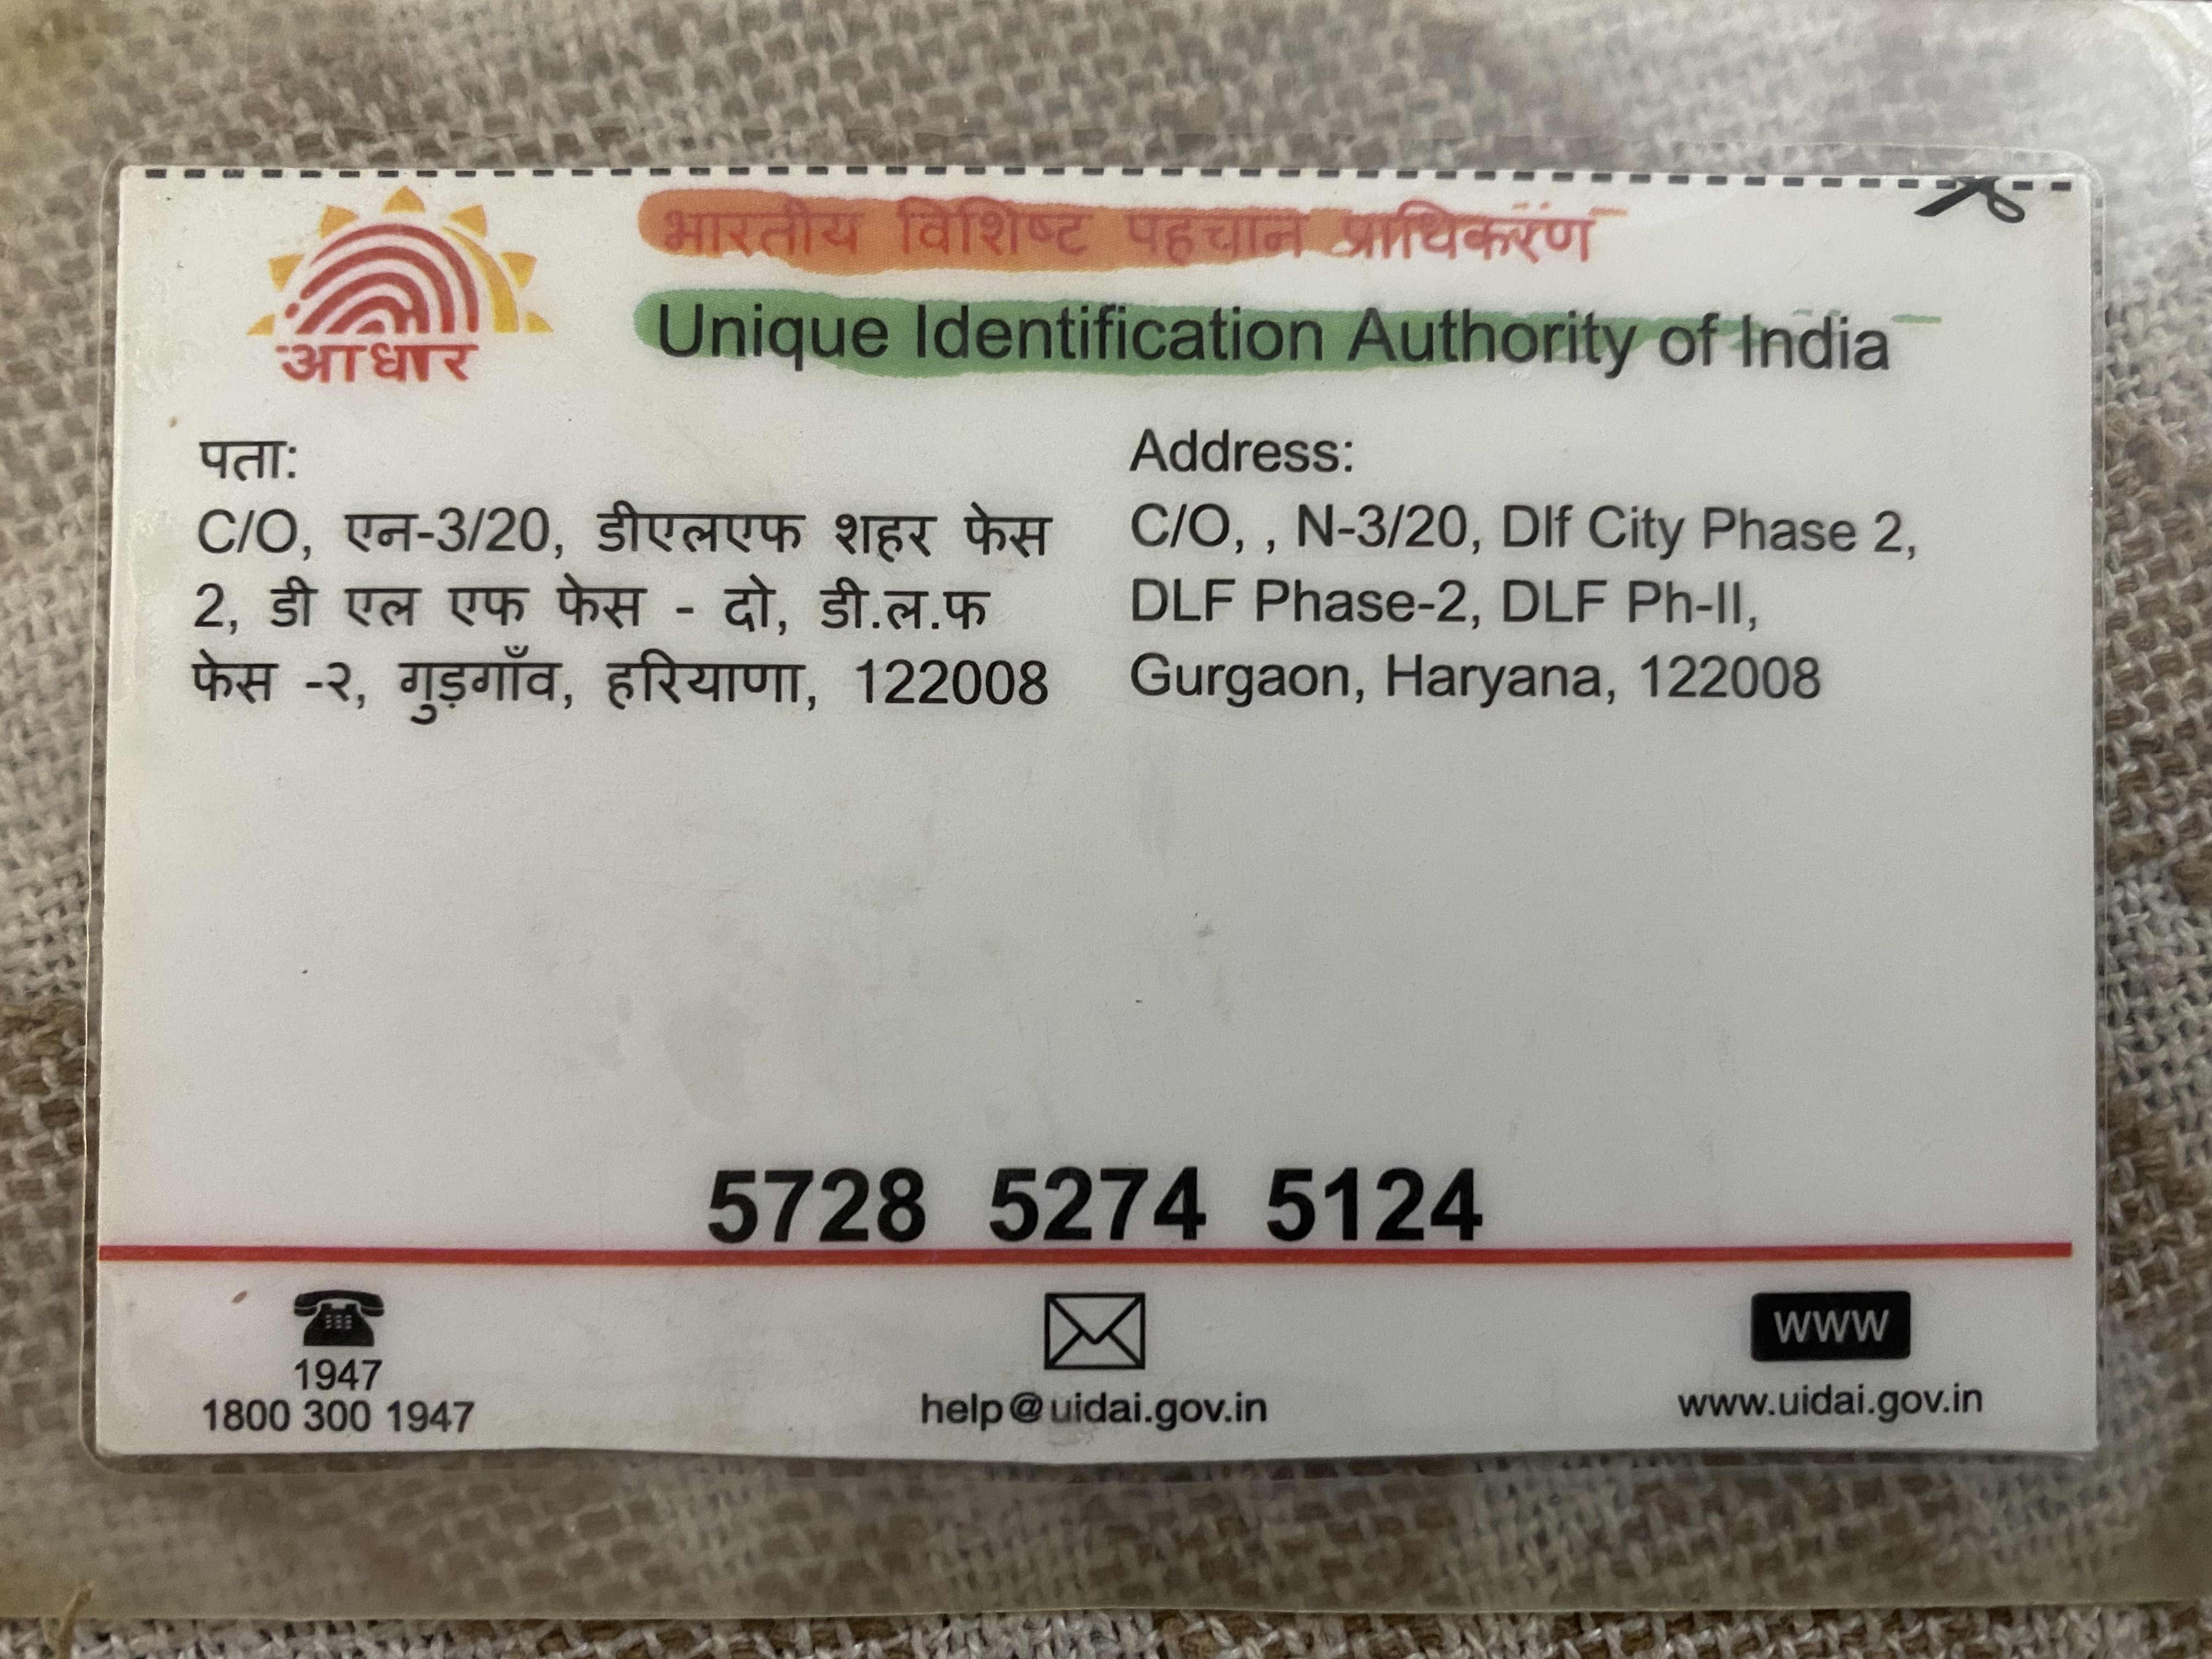 भारतीय विशिष्ट पहचान प्राधिकरण
Unique Identification Authority of India
आधार
पता:
C/O, एन-3/20, डीएलएफ शहर फेस
2, डी एल एफ फेस - दो, डी.ल.फ
फेस -२, गुड़गाँव, हरियाणा, 122008
Address:
C/O, , N-3/20, Dlf City Phase 2,
DLF Phase-2, DLF Ph-II,
Gurgaon, Haryana, 122008
5728 5274 5124
1947
1800 300 1947
help@uidai.gov.in
WWW
www.uidai.gov.in